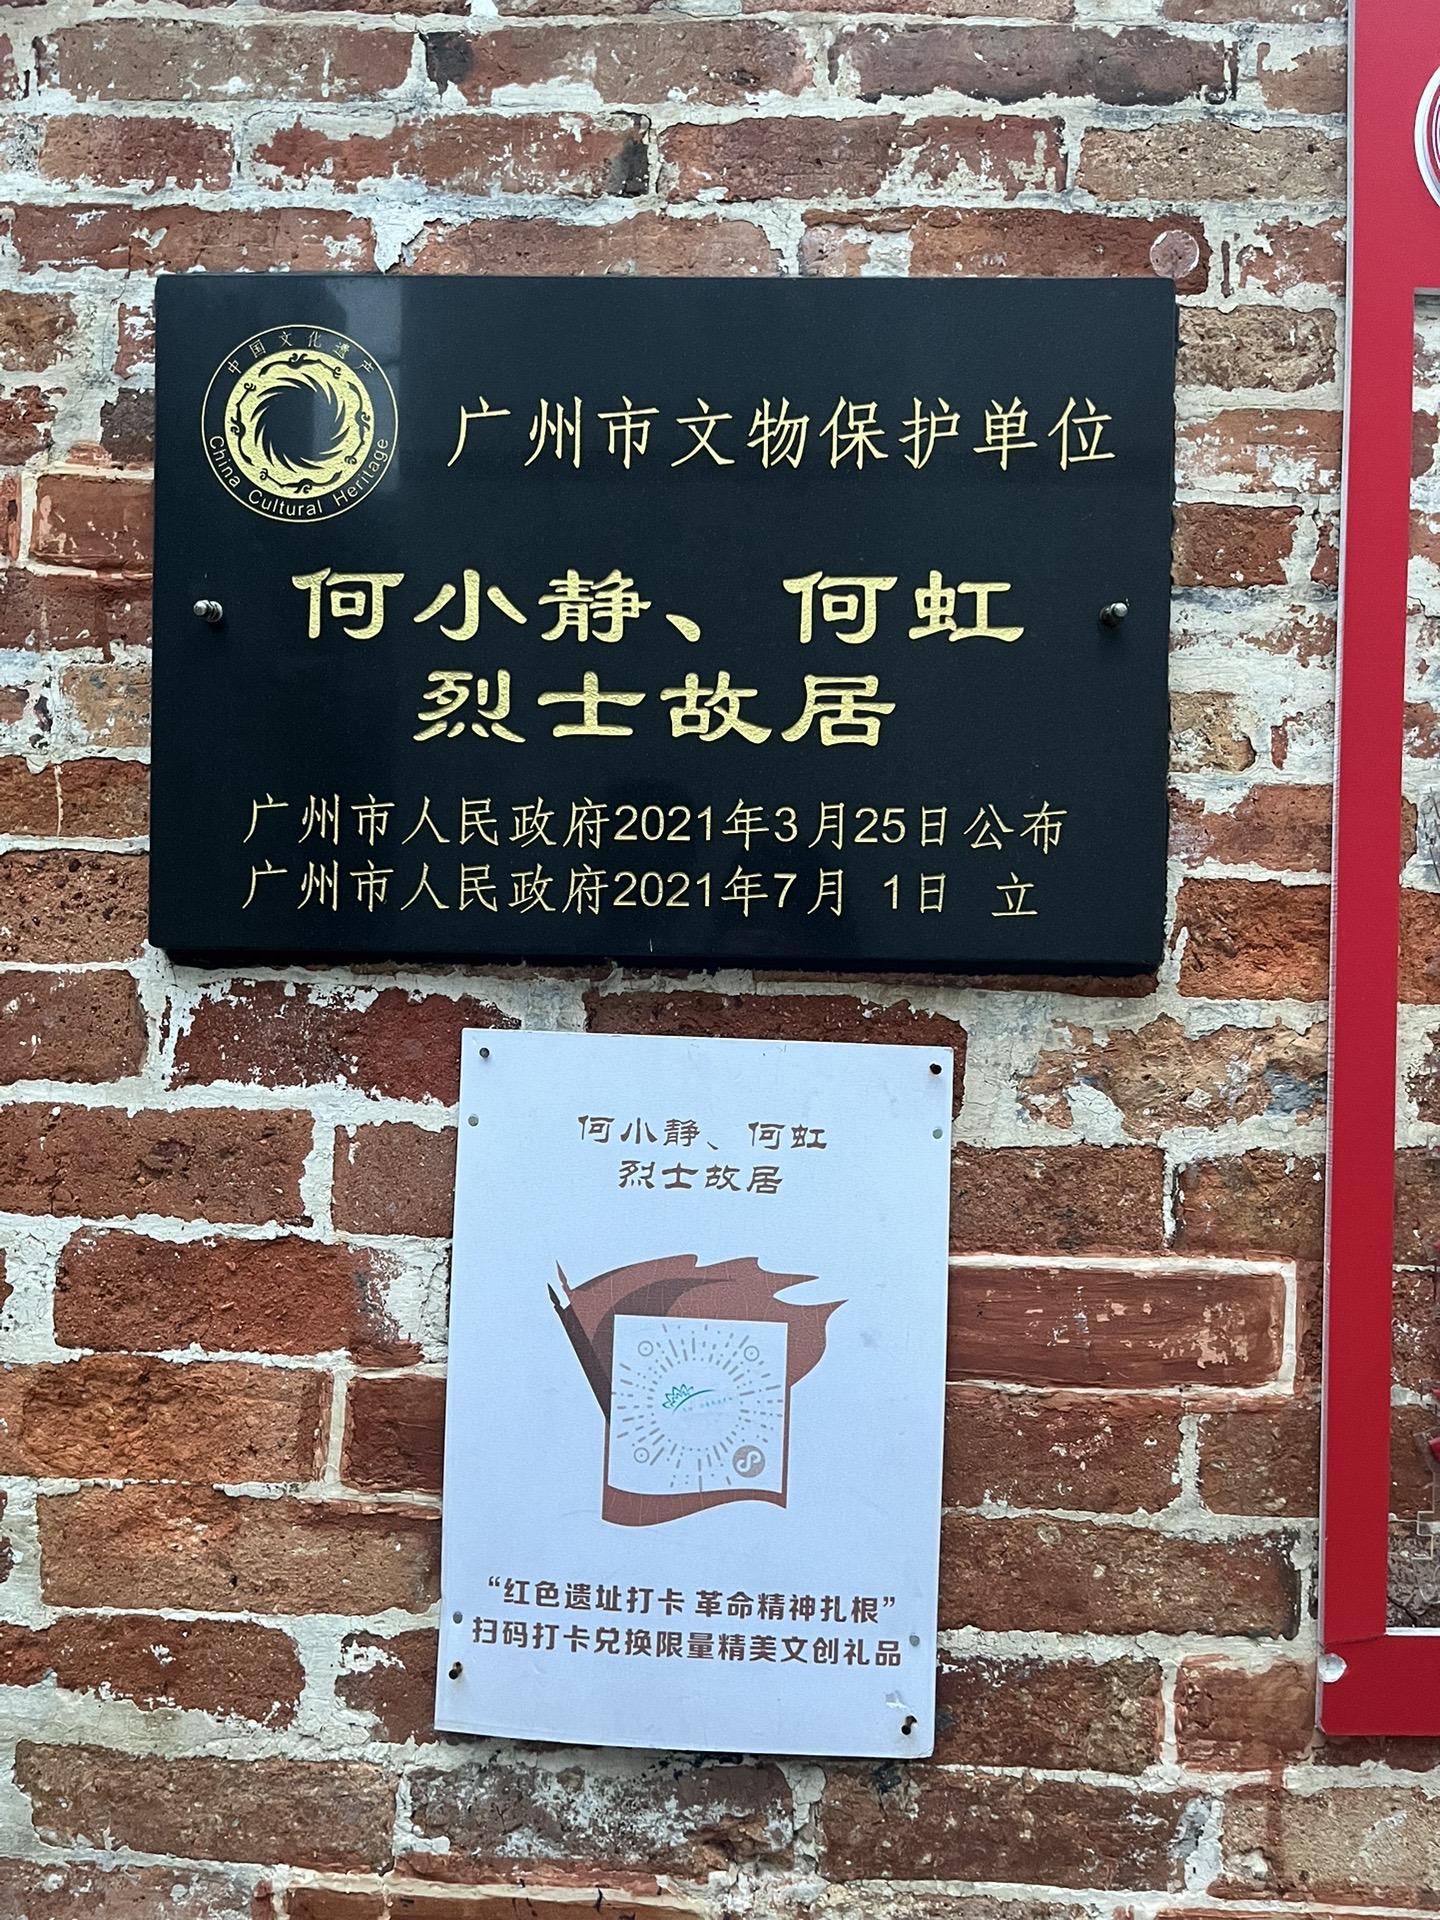 中国文化遗产
China Cultural Heritage
广州市文物保护单位
何小静、何虹
烈士故居
广州市人民政府2021年3月25日公布
广州市人民政府2021年7月 1日 立
何小静、何虹
烈士故居
“红色遗址打卡 革命精神扎根”
扫码打卡兑换限量精美文创礼品